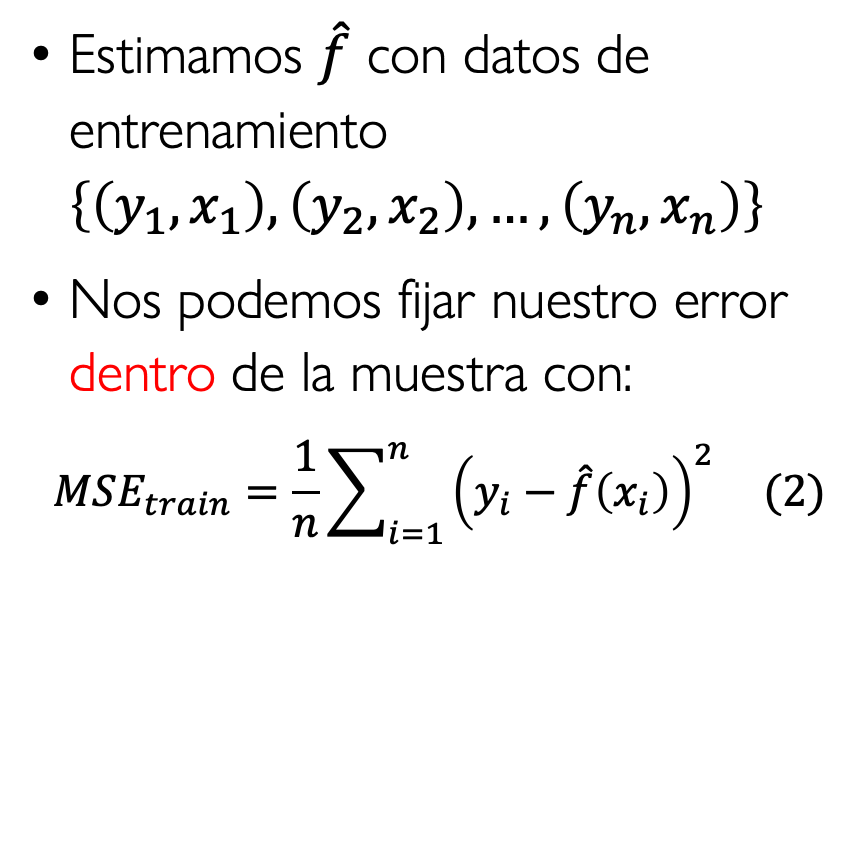 • Estimamos f̂ con datos de
entrenamiento
{(y₁, x₁), (y₂, x₂), … , (yₙ, xₙ)}
• Nos podemos fijar nuestro error
dentro de la muestra con:
MSE_train = 1/n ∑ᵢ₌₁ⁿ (yᵢ − f̂(xᵢ))² (2)